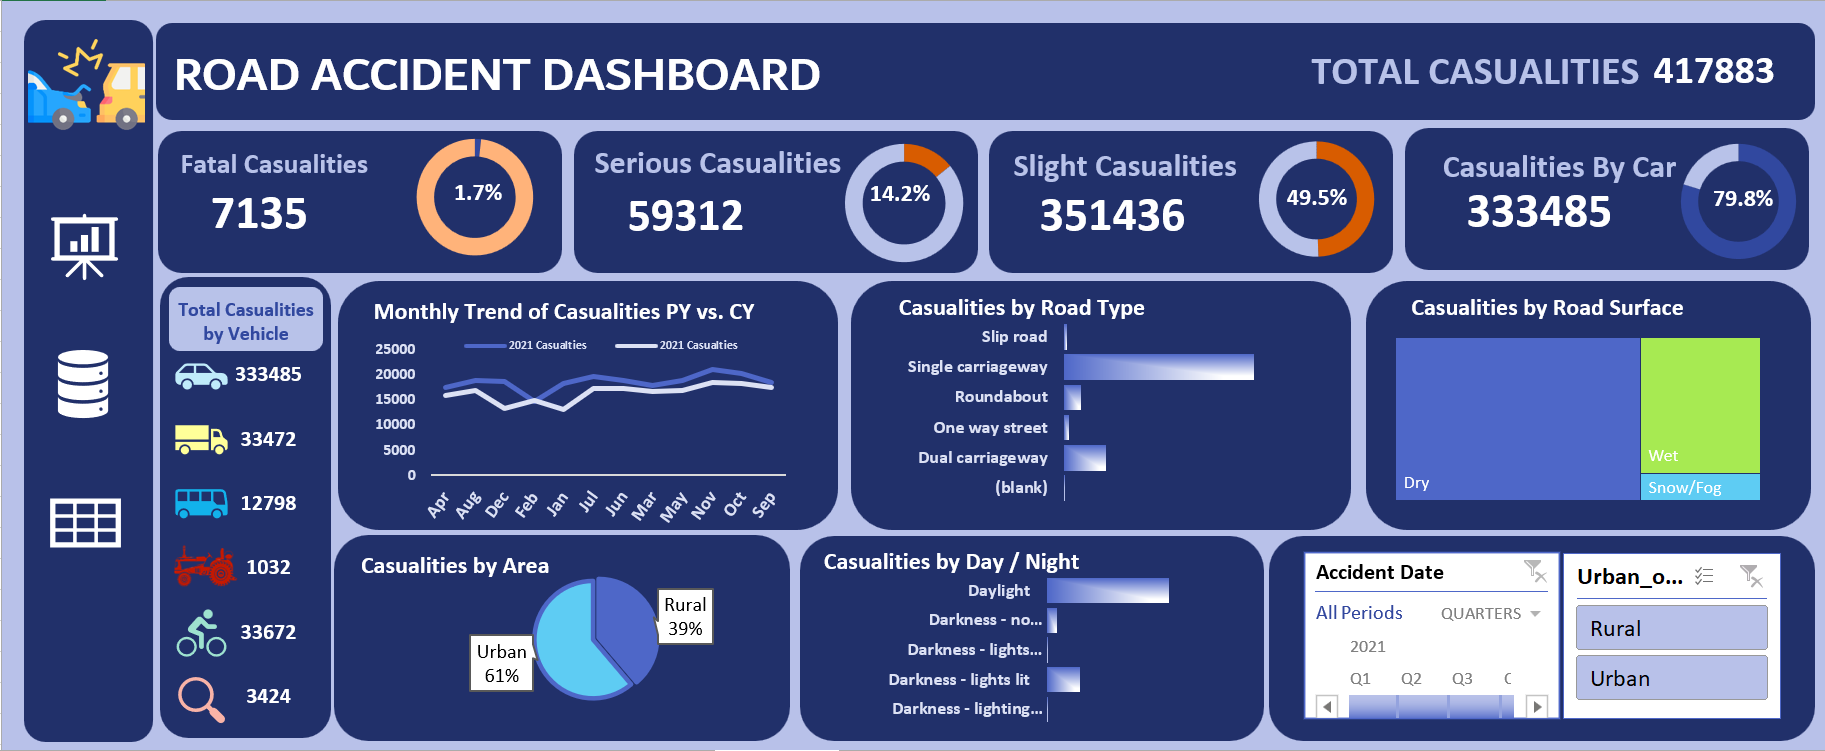 ROAD ACCIDENT DASHBOARD
TOTAL CASUALITIES 417883
Fatal Casualities
7135
1.7%
Serious Casualities
59312
14.2%
Slight Casualities
351436
49.5%
Casualities By Car
333485
79.8%
Total Casualities
by Vehicle
333485
33472
12798
1032
33672
3424
Monthly Trend of Casualities PY vs. CY
2021 Casualties
2021 Casualties
25000
20000
15000
10000
5000
0
Apr
Aug
Dec
Feb
Jan
Jul
Jun
Mar
May
Nov
Oct
Sep
Casualities by Road Type
Slip road
Single carriageway
Roundabout
One way street
Dual carriageway
(blank)
Casualities by Road Surface
Dry
Wet
Snow/Fog
Casualities by Area
Rural
39%
Urban
61%
Casualities by Day / Night
Daylight
Darkness - no...
Darkness - lights...
Darkness - lights lit
Darkness - lighting...
Accident Date
All Periods
QUARTERS
2021
Q1 Q2 Q3
Urban_o...
Rural
Urban